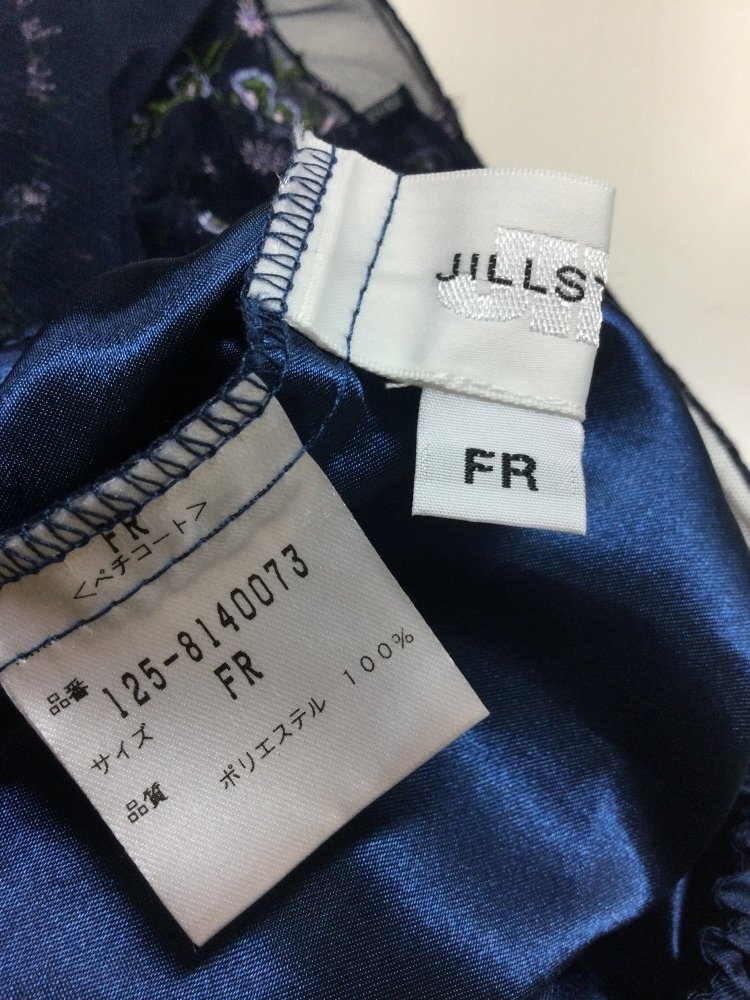 JILLST
FR
FR
<ペチコート>
品番 125-8140073
サイズ FR
品質 ポリエステル 100%